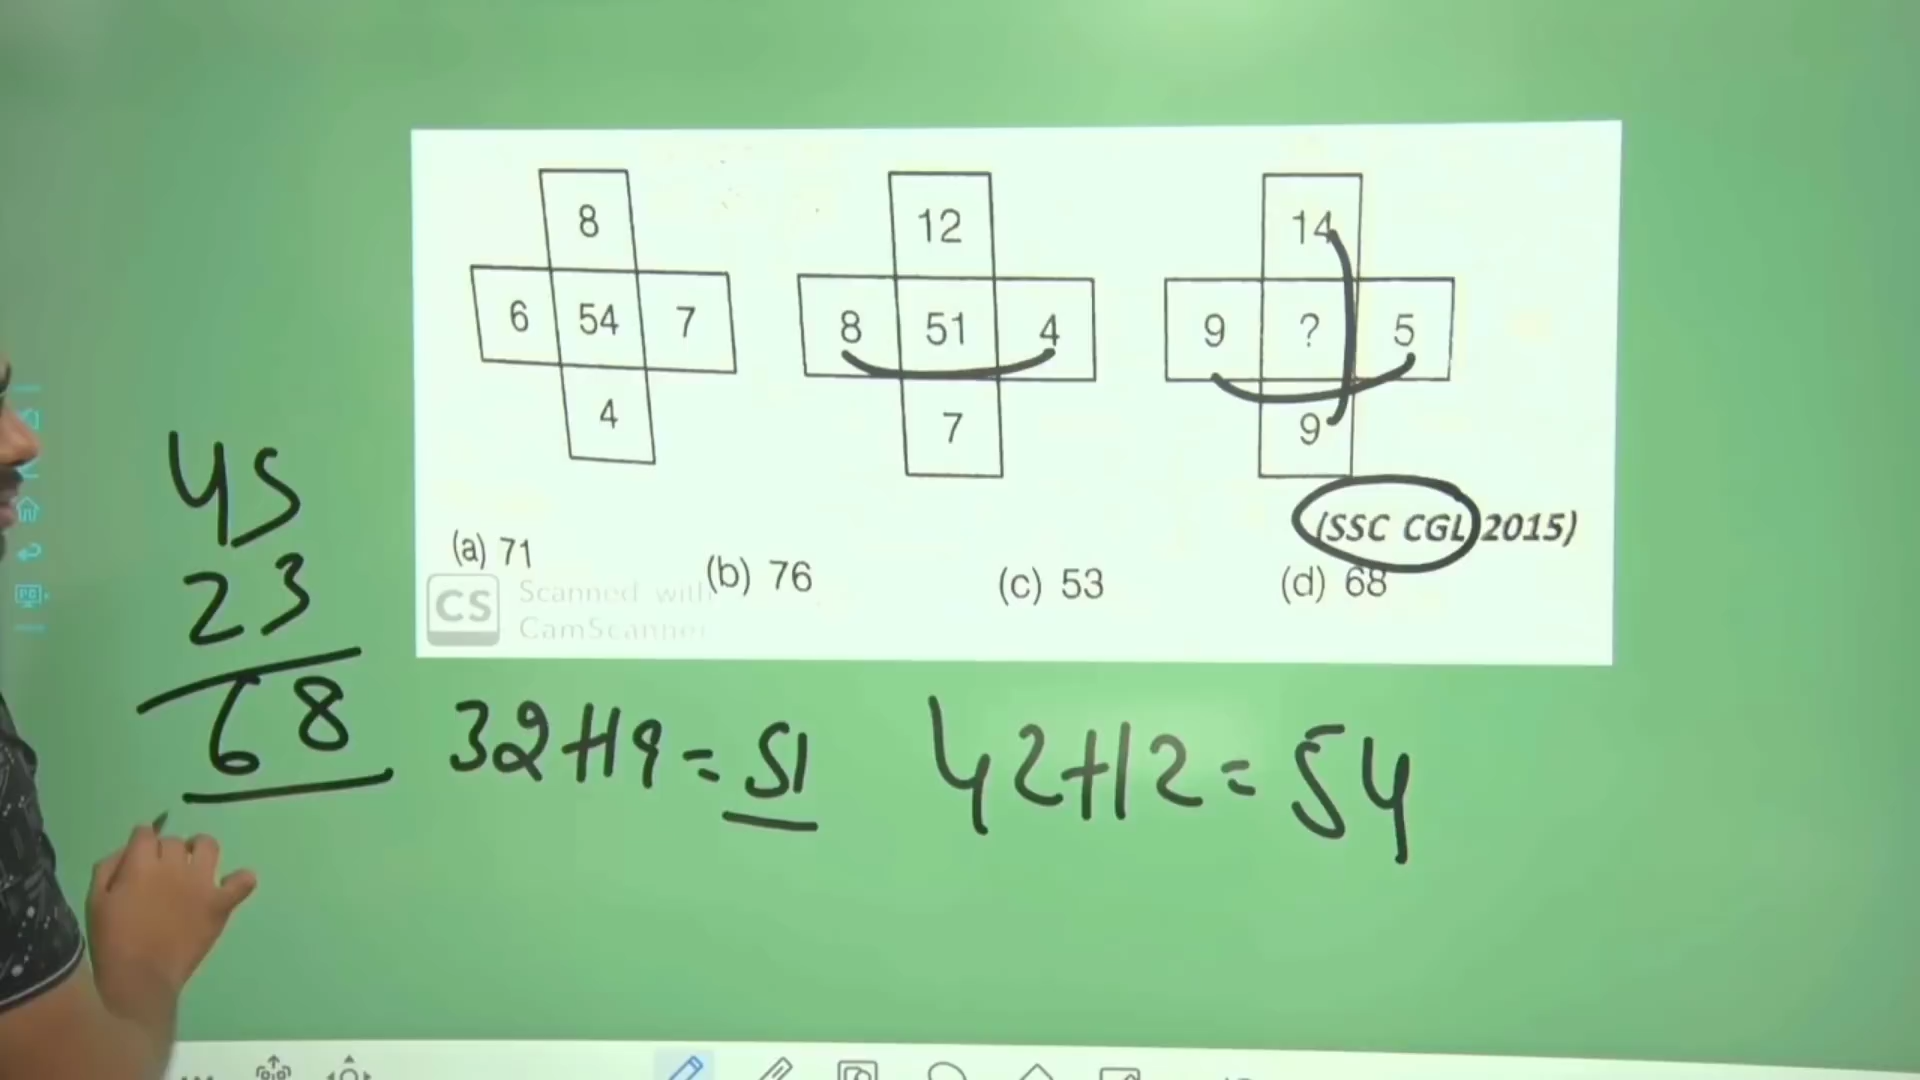 8
6 54 7
4
12
8 51 4
7
14
9 ? 5
9
(SSC CGL 2015)
(a) 71
(b) 76
(c) 53
(d) 68
CS Scanned with
CamScanner
45
23
68
32+19=51
42+12=54